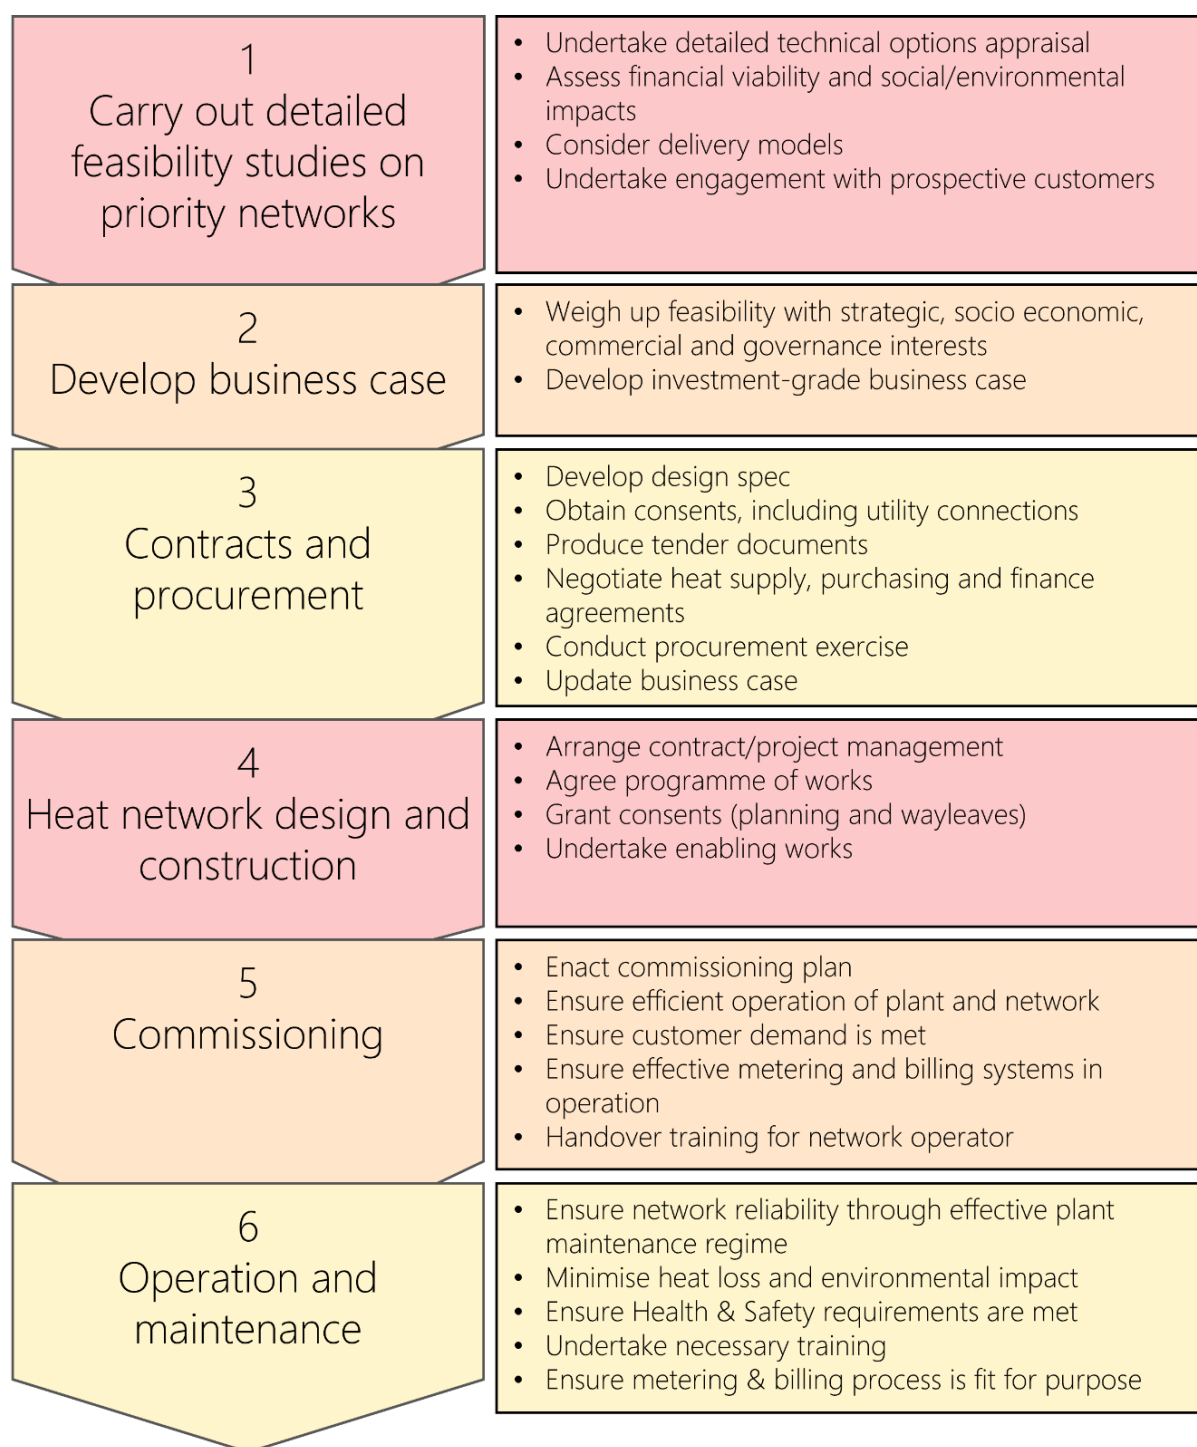 1
Carry out detailed
feasibility studies on
priority networks
• Undertake detailed technical options appraisal
• Assess financial viability and social/environmental
impacts
• Consider delivery models
• Undertake engagement with prospective customers
2
Develop business case
• Weigh up feasibility with strategic, socio economic,
commercial and governance interests
• Develop investment-grade business case
3
Contracts and
procurement
• Develop design spec
• Obtain consents, including utility connections
• Produce tender documents
• Negotiate heat supply, purchasing and finance
agreements
• Conduct procurement exercise
• Update business case
4
Heat network design and
construction
• Arrange contract/project management
• Agree programme of works
• Grant consents (planning and wayleaves)
• Undertake enabling works
5
Commissioning
• Enact commissioning plan
• Ensure efficient operation of plant and network
• Ensure customer demand is met
• Ensure effective metering and billing systems in
operation
• Handover training for network operator
6
Operation and
maintenance
• Ensure network reliability through effective plant
maintenance regime
• Minimise heat loss and environmental impact
• Ensure Health & Safety requirements are met
• Undertake necessary training
• Ensure metering & billing process is fit for purpose